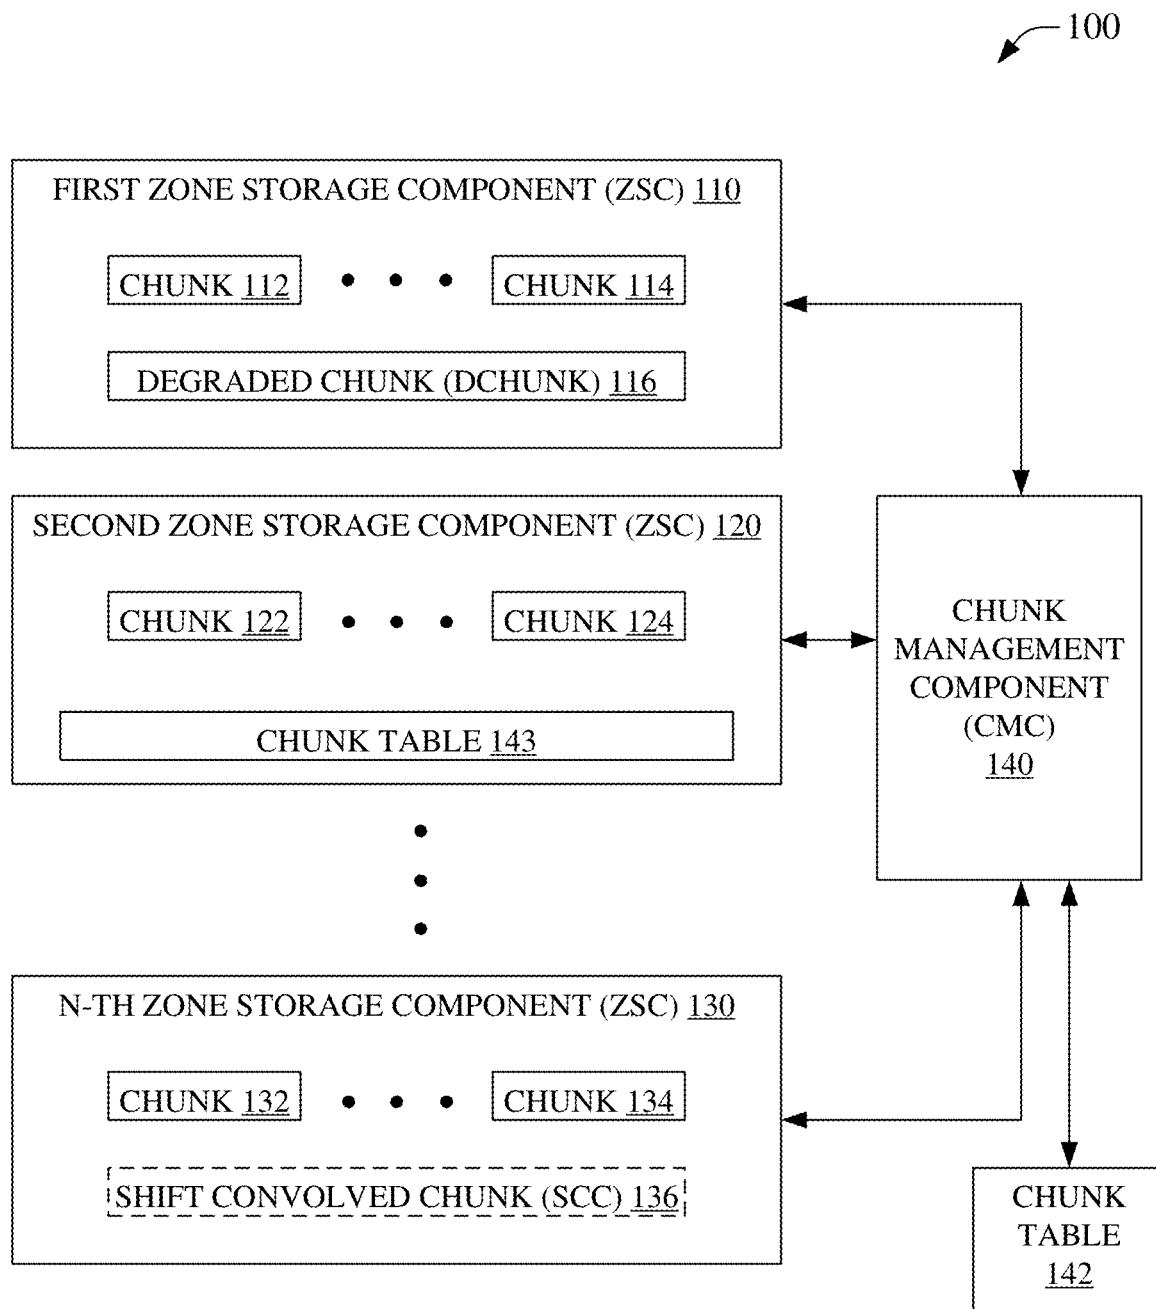 100
FIRST ZONE STORAGE COMPONENT (ZSC) 110
CHUNK 112 • • • CHUNK 114
DEGRADED CHUNK (DCHUNK) 116
SECOND ZONE STORAGE COMPONENT (ZSC) 120
CHUNK 122 • • • CHUNK 124
CHUNK TABLE 143
CHUNK
MANAGEMENT
COMPONENT
(CMC)
140
N-TH ZONE STORAGE COMPONENT (ZSC) 130
CHUNK 132 • • • CHUNK 134
SHIFT CONVOLVED CHUNK (SCC) 136
CHUNK
TABLE
142